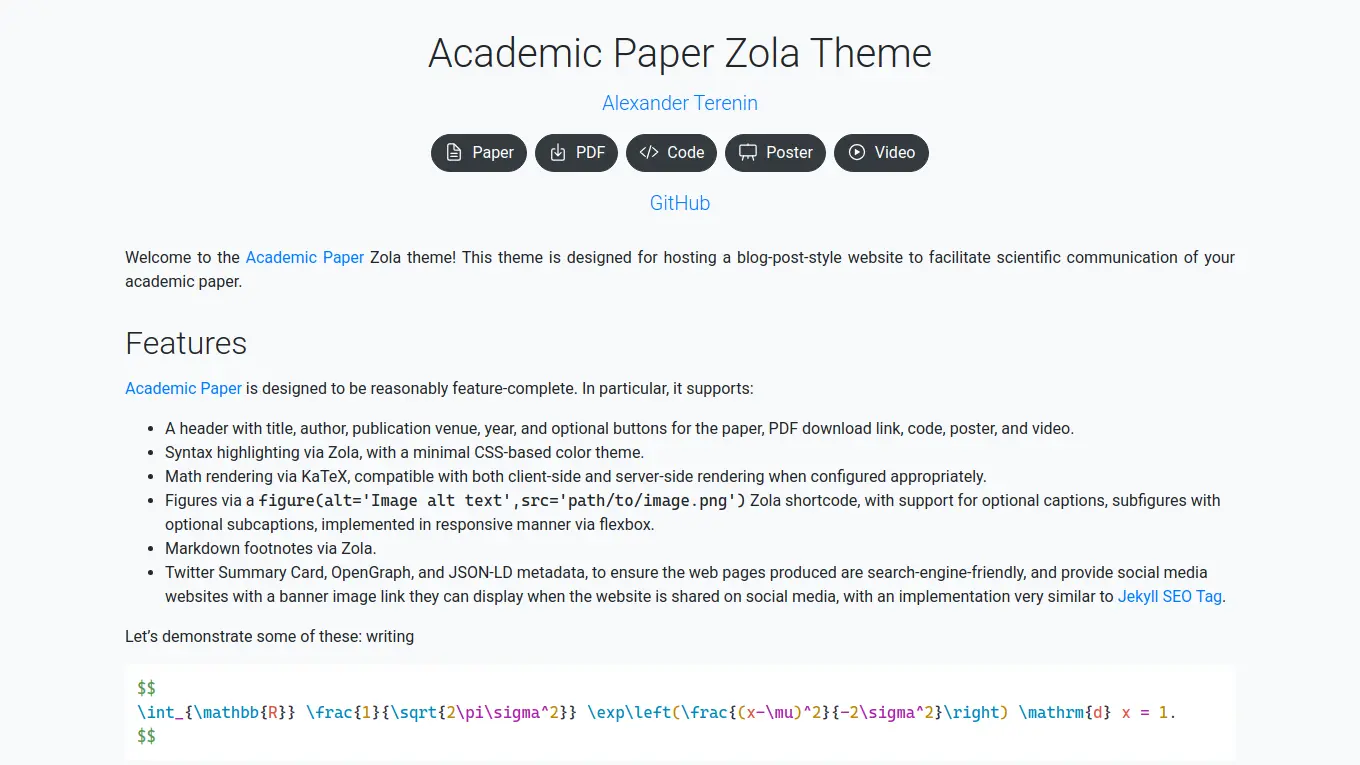 Academic Paper Zola Theme
Alexander Terenin
Paper PDF Code Poster Video
GitHub
Welcome to the Academic Paper Zola theme! This theme is designed for hosting a blog-post-style website to facilitate scientific communication of your
academic paper.
Features
Academic Paper is designed to be reasonably feature-complete. In particular, it supports:
• A header with title, author, publication venue, year, and optional buttons for the paper, PDF download link, code, poster, and video.
• Syntax highlighting via Zola, with a minimal CSS-based color theme.
• Math rendering via KaTeX, compatible with both client-side and server-side rendering when configured appropriately.
• Figures via a figure(alt='Image alt text',src='path/to/image.png') Zola shortcode, with support for optional captions, subfigures with
optional subcaptions, implemented in responsive manner via flexbox.
• Markdown footnotes via Zola.
• Twitter Summary Card, OpenGraph, and JSON-LD metadata, to ensure the web pages produced are search-engine-friendly, and provide social media
websites with a banner image link they can display when the website is shared on social media, with an implementation very similar to Jekyll SEO Tag.
Let’s demonstrate some of these: writing
$$
\int_{\mathbb{R}} \frac{1}{\sqrt{2\pi\sigma^2}} \exp\left(\frac{(x-\mu)^2}{-2\sigma^2}\right) \mathrm{d} x = 1.
$$